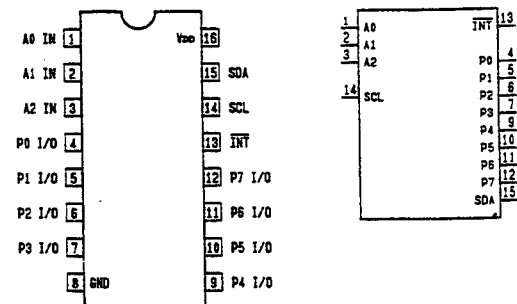 A0 IN 1
A1 IN 2
A2 IN 3
P0 I/O 4
P1 I/O 5
P2 I/O 6
P3 I/O 7
8 GND
VDD 16
15 SDA
14 SCL
13 INT
12 P7 I/O
11 P6 I/O
10 P5 I/O
9 P4 I/O
1 A0
2 A1
3 A2
14 SCL
INT 13
P0 4
P1 5
P2 6
P3 7
P4 9
P5 10
P6 11
P7 12
SDA 15